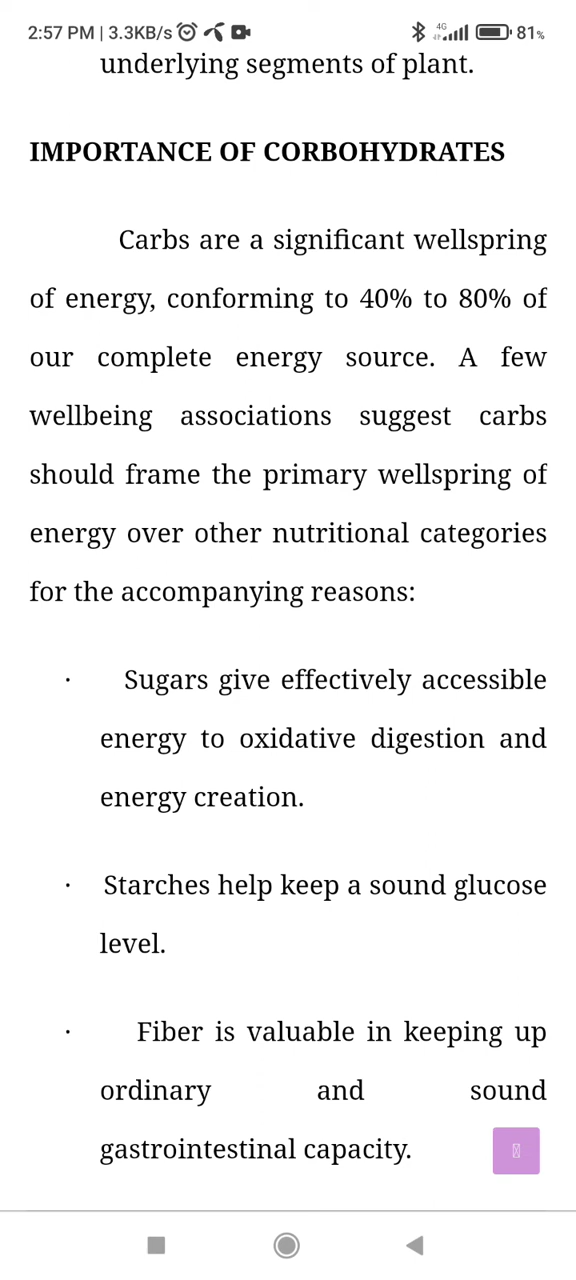 2:57 PM | 3.3KB/s 4G 81%
underlying segments of plant.
IMPORTANCE OF CORBOHYDRATES
Carbs are a significant wellspring
of energy, conforming to 40% to 80% of
our complete energy source. A few
wellbeing associations suggest carbs
should frame the primary wellspring of
energy over other nutritional categories
for the accompanying reasons:
· Sugars give effectively accessible
energy to oxidative digestion and
energy creation.
· Starches help keep a sound glucose
level.
· Fiber is valuable in keeping up
ordinary and sound
gastrointestinal capacity.